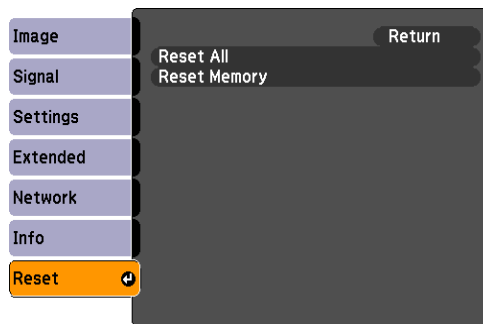 Image
Signal
Settings
Extended
Network
Info
Reset
Return
Reset All
Reset Memory